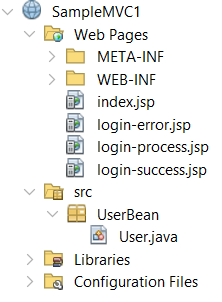 SampleMVC1
Web Pages
META-INF
WEB-INF
index.jsp
login-error.jsp
login-process.jsp
login-success.jsp
src
UserBean
User.java
Libraries
Configuration Files